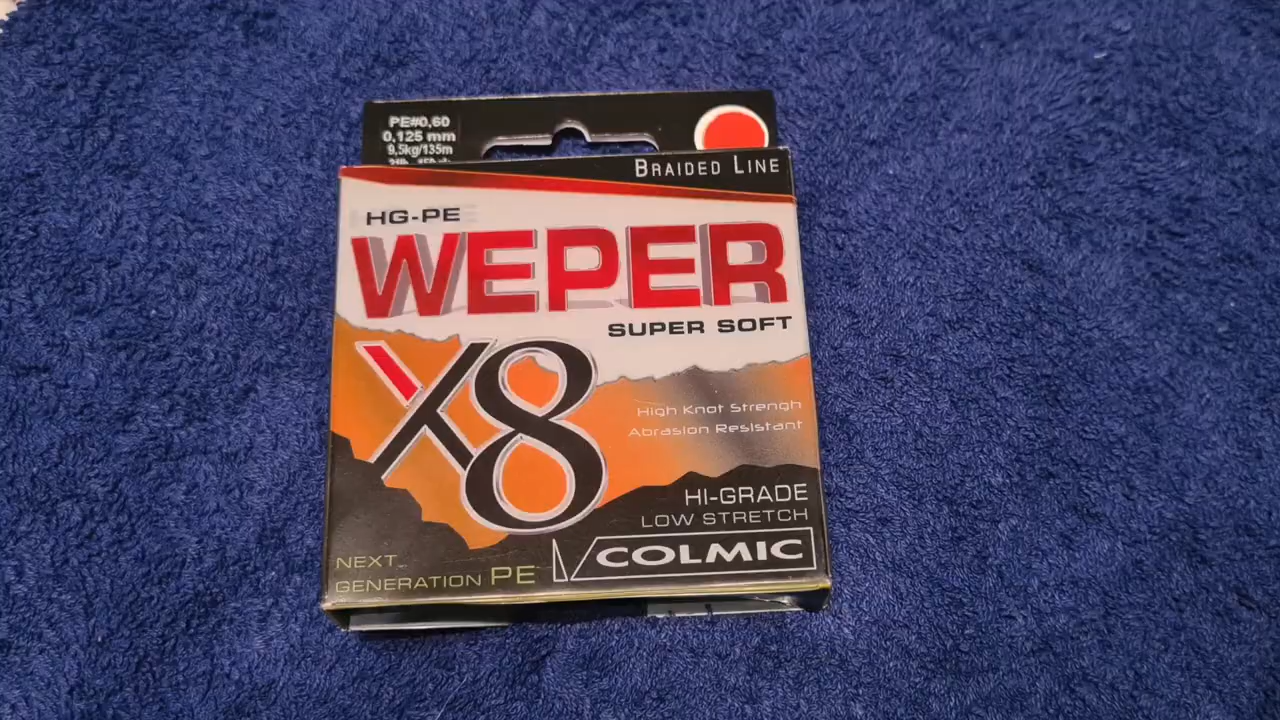 PE#0,60
0,125 mm
9,5kg/135m
BRAIDED LINE
HG-PE
WEPER
SUPER SOFT
X8
High Knot Strengh
Abrasion Resistant
HI-GRADE
LOW STRETCH
COLMIC
NEXT
GENERATION PE